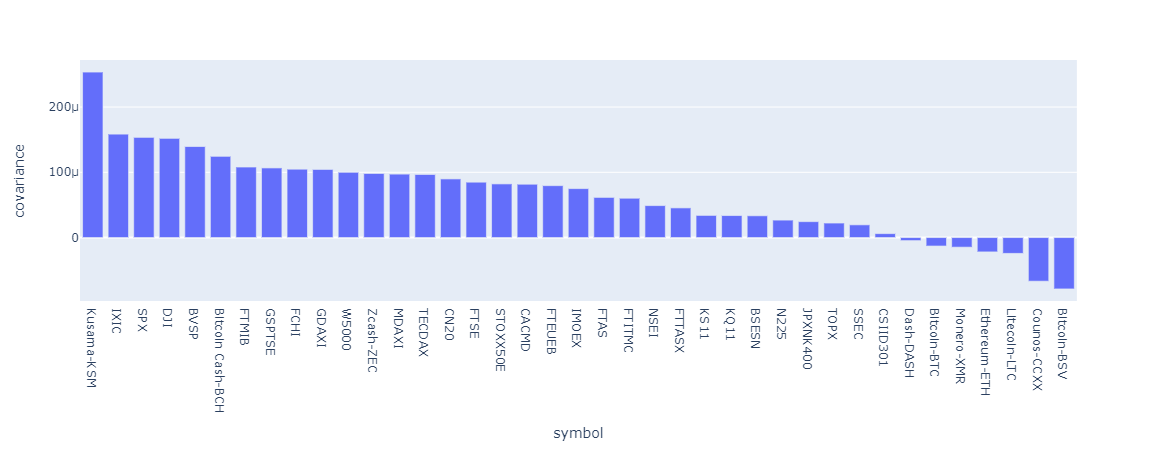 covariance
200μ
100μ
0
Kusama-KSM
IXIC
SPX
DJI
BVSP
Bitcoin Cash-BCH
FTMIB
GSPTSE
FCHI
GDAXI
W5000
Zcash-ZEC
MDAXI
TECDAX
CN20
FTSE
STOXX50E
CACMD
FTEUEB
IMOEX
FTAS
FTITMC
NSEI
FTTASX
KS11
KQ11
BSESN
N225
JPXNK400
TOPX
SSEC
CSIID301
Dash-DASH
Bitcoin-BTC
Monero-XMR
Ethereum-ETH
Litecoin-LTC
Counos-CCXX
Bitcoin-BSV
symbol